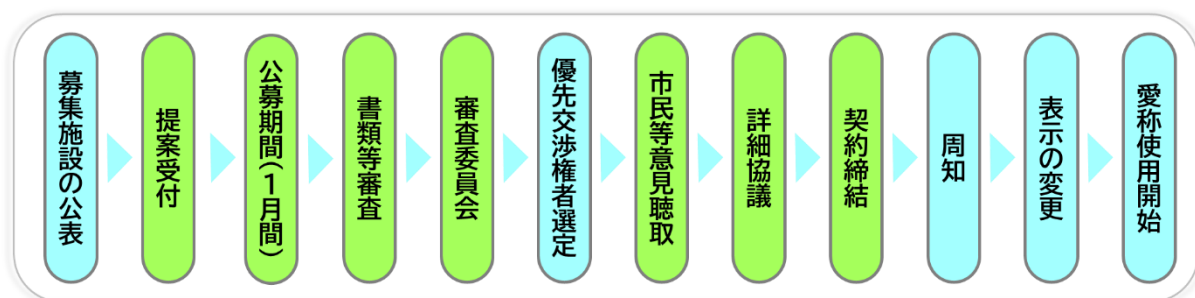 募集施設の公表
提案受付
公募期間(1月間)
書類等審査
審査委員会
優先交渉権者選定
市民等意見聴取
詳細協議
契約締結
周知
表示の変更
愛称使用開始